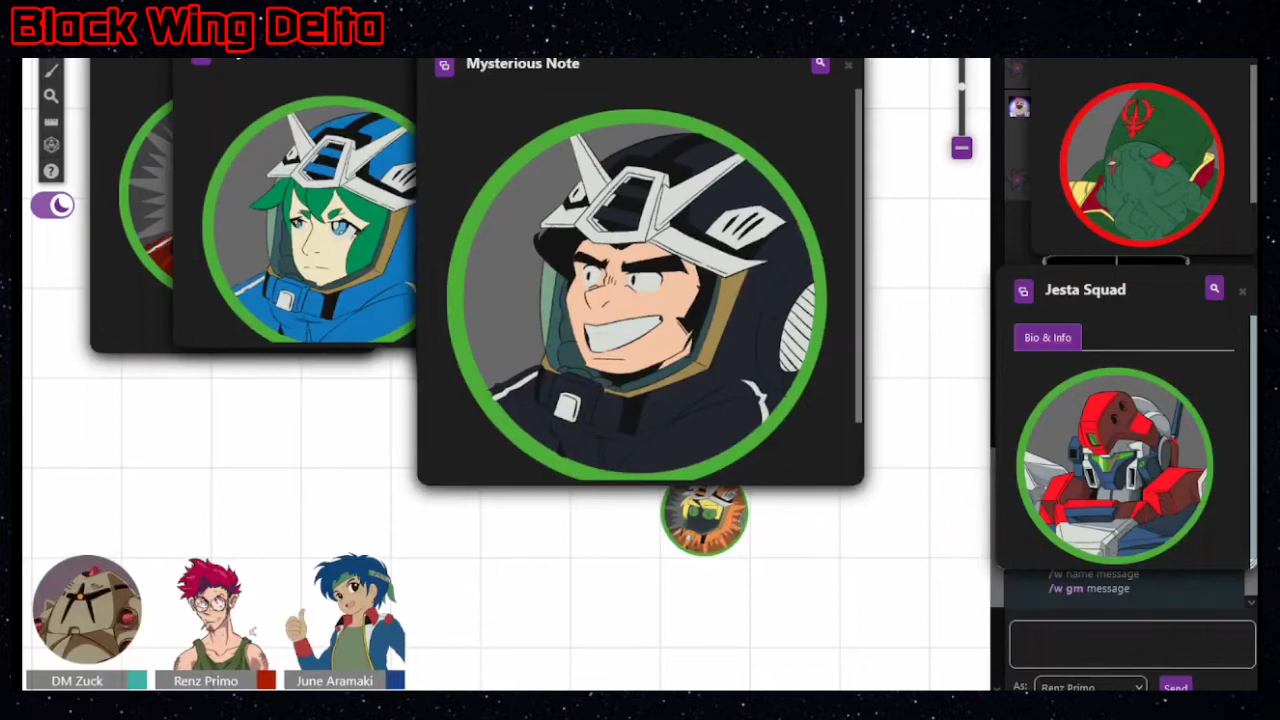 Black Wing Delta
Mysterious Note
Jesta Squad
Bio & Info
/w name message
/w gm message
DM Zuck
Renz Primo
June Aramaki
As:
Renz Primo
Send